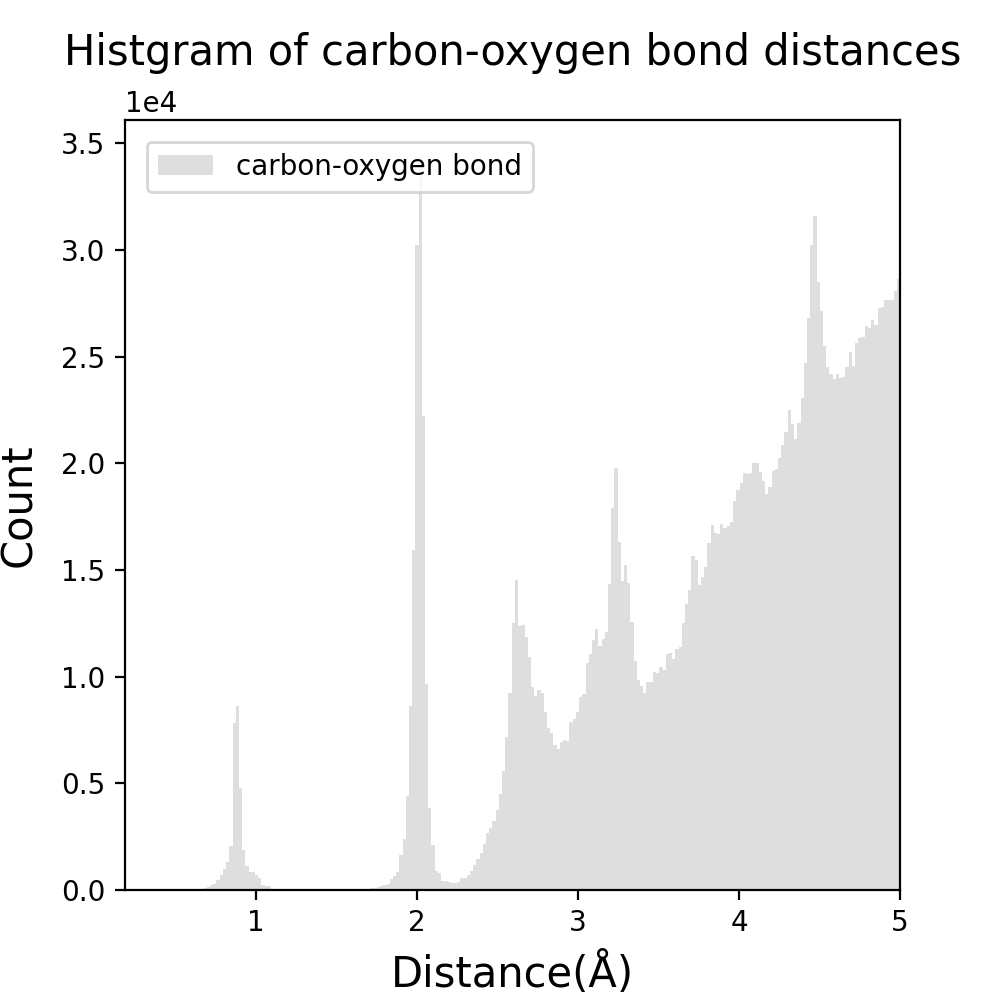 Histgram of carbon-oxygen bond distances
1e4
3.5
carbon-oxygen bond
3.0
2.5
2.0
Count
1.5
1.0
0.5
0.0
1 2 3 4 5
Distance(Å)